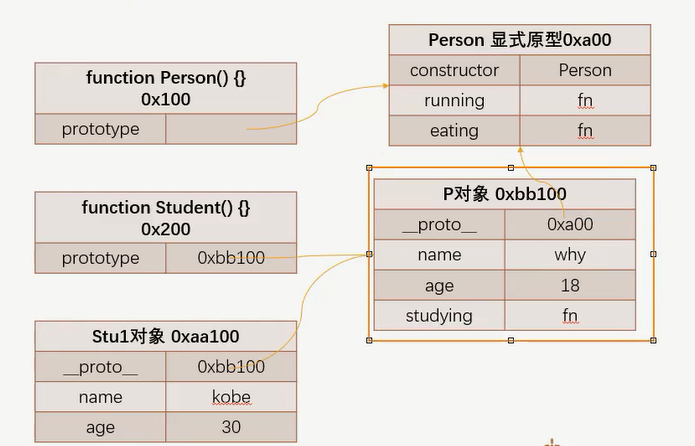 function Person() {}
0x100
prototype
Person 显式原型0xa00
constructor Person
running fn
eating fn
function Student() {}
0x200
prototype 0xbb100
P对象 0xbb100
__proto__ 0xa00
name why
age 18
studying fn
Stu1对象 0xaa100
__proto__ 0xbb100
name kobe
age 30